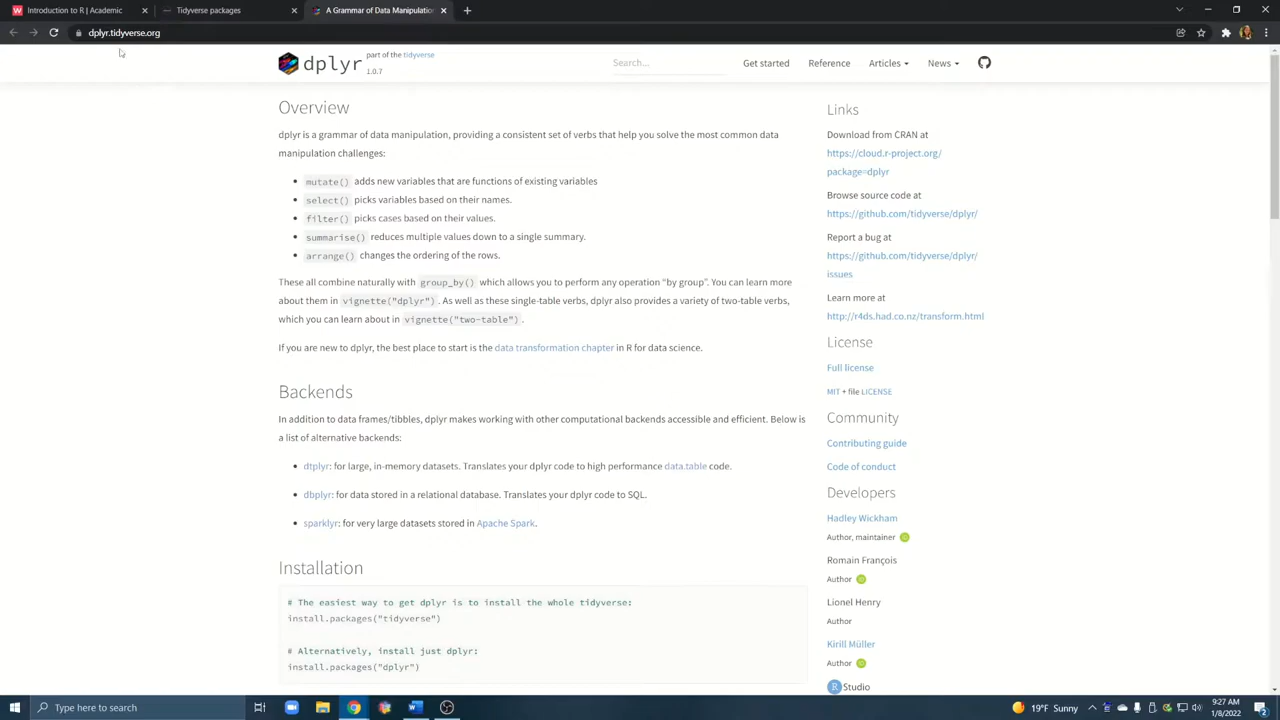 Introduction to R | Academic
Tidyverse packages
A Grammar of Data Manipulation
dplyr.tidyverse.org
dplyr
part of the tidyverse
1.0.7
Search...
Get started
Reference
Articles
News
Overview
dplyr is a grammar of data manipulation, providing a consistent set of verbs that help you solve the most common data
manipulation challenges:
mutate() adds new variables that are functions of existing variables
select() picks variables based on their names.
filter() picks cases based on their values.
summarise() reduces multiple values down to a single summary.
arrange() changes the ordering of the rows.
These all combine naturally with group_by() which allows you to perform any operation “by group”. You can learn more
about them in vignette("dplyr"). As well as these single-table verbs, dplyr also provides a variety of two-table verbs,
which you can learn about in vignette("two-table").
If you are new to dplyr, the best place to start is the data transformation chapter in R for data science.
Backends
In addition to data frames/tibbles, dplyr makes working with other computational backends accessible and efficient. Below is
a list of alternative backends:
dtplyr: for large, in-memory datasets. Translates your dplyr code to high performance data.table code.
dbplyr: for data stored in a relational database. Translates your dplyr code to SQL.
sparklyr: for very large datasets stored in Apache Spark.
Installation
# The easiest way to get dplyr is to install the whole tidyverse:
install.packages("tidyverse")
# Alternatively, install just dplyr:
install.packages("dplyr")
Links
Download from CRAN at
https://cloud.r-project.org/
package=dplyr
Browse source code at
https://github.com/tidyverse/dplyr/
Report a bug at
https://github.com/tidyverse/dplyr/
issues
Learn more at
http://r4ds.had.co.nz/transform.html
License
Full license
MIT + file LICENSE
Community
Contributing guide
Code of conduct
Developers
Hadley Wickham
Author, maintainer
Romain François
Author
Lionel Henry
Author
Kirill Müller
Author
R Studio
Type here to search
79°F Sunny
9:27 AM
1/8/2022
2